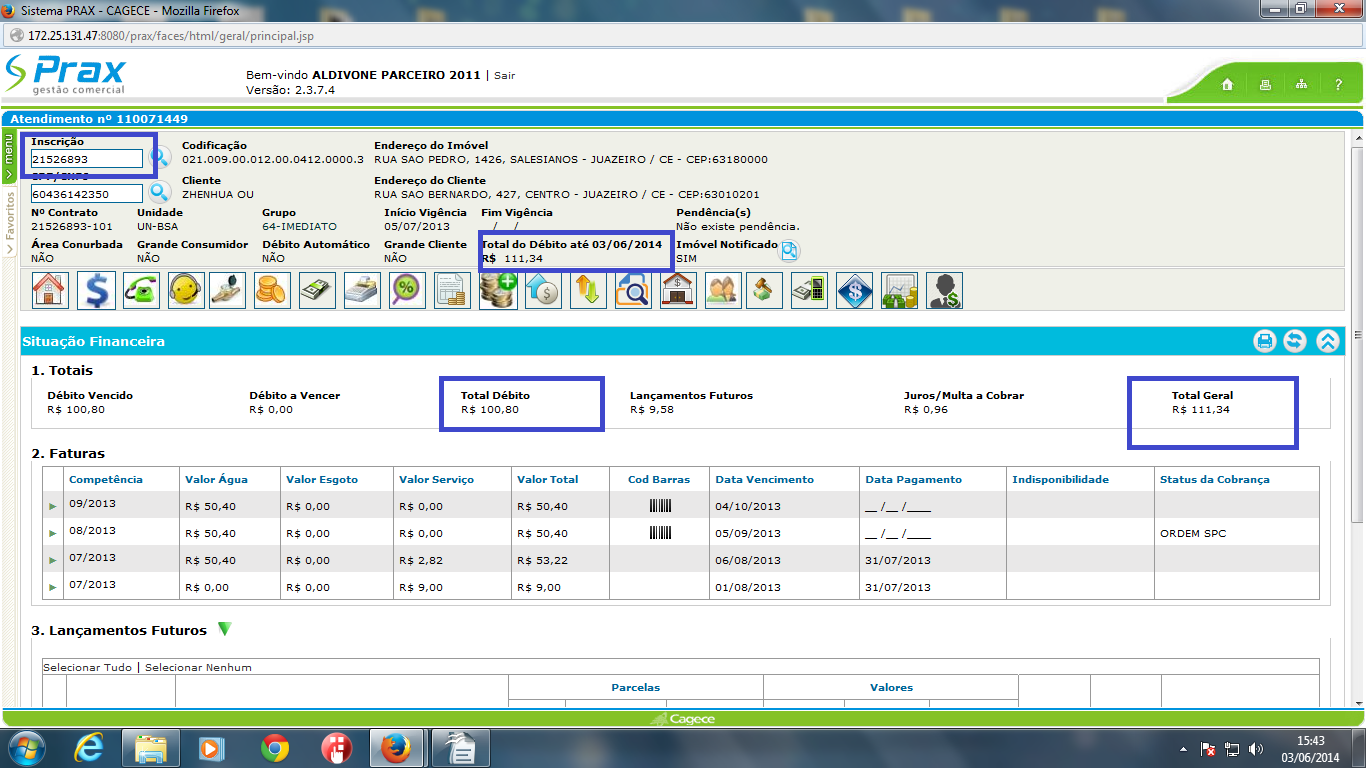 Sistema PRAX - CAGECE - Mozilla Firefox
172.25.131.47:8080/prax/faces/html/geral/principal.jsp
Prax
gestão comercial
Bem-vindo ALDIVONE PARCEIRO 2011 | Sair
Versão: 2.3.7.4
?
Atendimento nº 110071449
menu
Favoritos
Inscrição Codificação Endereço do Imóvel
21526893 021.009.00.012.00.0412.0000.3 RUA SAO PEDRO, 1426, SALESIANOS - JUAZEIRO / CE - CEP:63180000
CPF/CNPJ Cliente Endereço do Cliente
60436142350 ZHENHUA OU RUA SAO BERNARDO, 427, CENTRO - JUAZEIRO / CE - CEP:63010201
Nº Contrato Unidade Grupo Início Vigência Fim Vigência Pendência(s)
21526893-101 UN-BSA 64-IMEDIATO 05/07/2013 __/__/__ Não existe pendência.
Área Conurbada Grande Consumidor Débito Automático Grande Cliente Total do Débito até 03/06/2014 Imóvel Notificado
NÃO NÃO NÃO NÃO R$ 111,34 SIM
Situação Financeira
1. Totais
Débito Vencido Débito a Vencer Total Débito Lançamentos Futuros Juros/Multa a Cobrar Total Geral
R$ 100,80 R$ 0,00 R$ 100,80 R$ 9,58 R$ 0,96 R$ 111,34
2. Faturas
Competência Valor Água Valor Esgoto Valor Serviço Valor Total Cod Barras Data Vencimento Data Pagamento Indisponibilidade Status da Cobrança
09/2013 R$ 50,40 R$ 0,00 R$ 0,00 R$ 50,40 04/10/2013 __ /__ /____
08/2013 R$ 50,40 R$ 0,00 R$ 0,00 R$ 50,40 05/09/2013 __ /__ /____ ORDEM SPC
07/2013 R$ 50,40 R$ 0,00 R$ 2,82 R$ 53,22 06/08/2013 31/07/2013
07/2013 R$ 0,00 R$ 0,00 R$ 9,00 R$ 9,00 01/08/2013 31/07/2013
3. Lançamentos Futuros
Selecionar Tudo | Selecionar Nenhum
Parcelas Valores
Cagece
15:43
03/06/2014